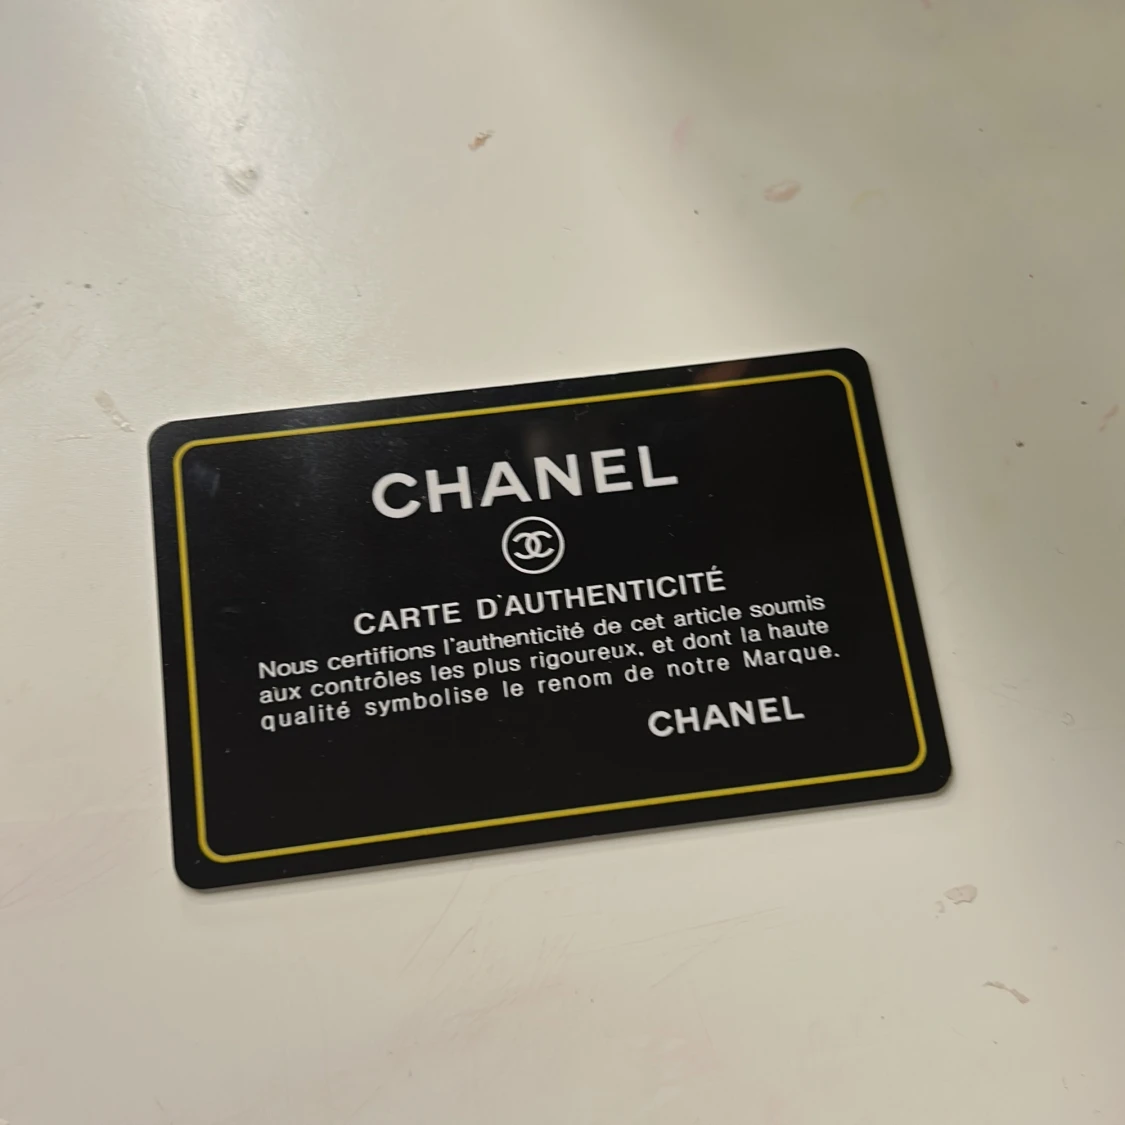 CHANEL
CARTE D'AUTHENTICITÉ
Nous certifions l'authenticité de cet article soumis
aux contrôles les plus rigoureux, et dont la haute
qualité symbolise le renom de notre Marque.
CHANEL